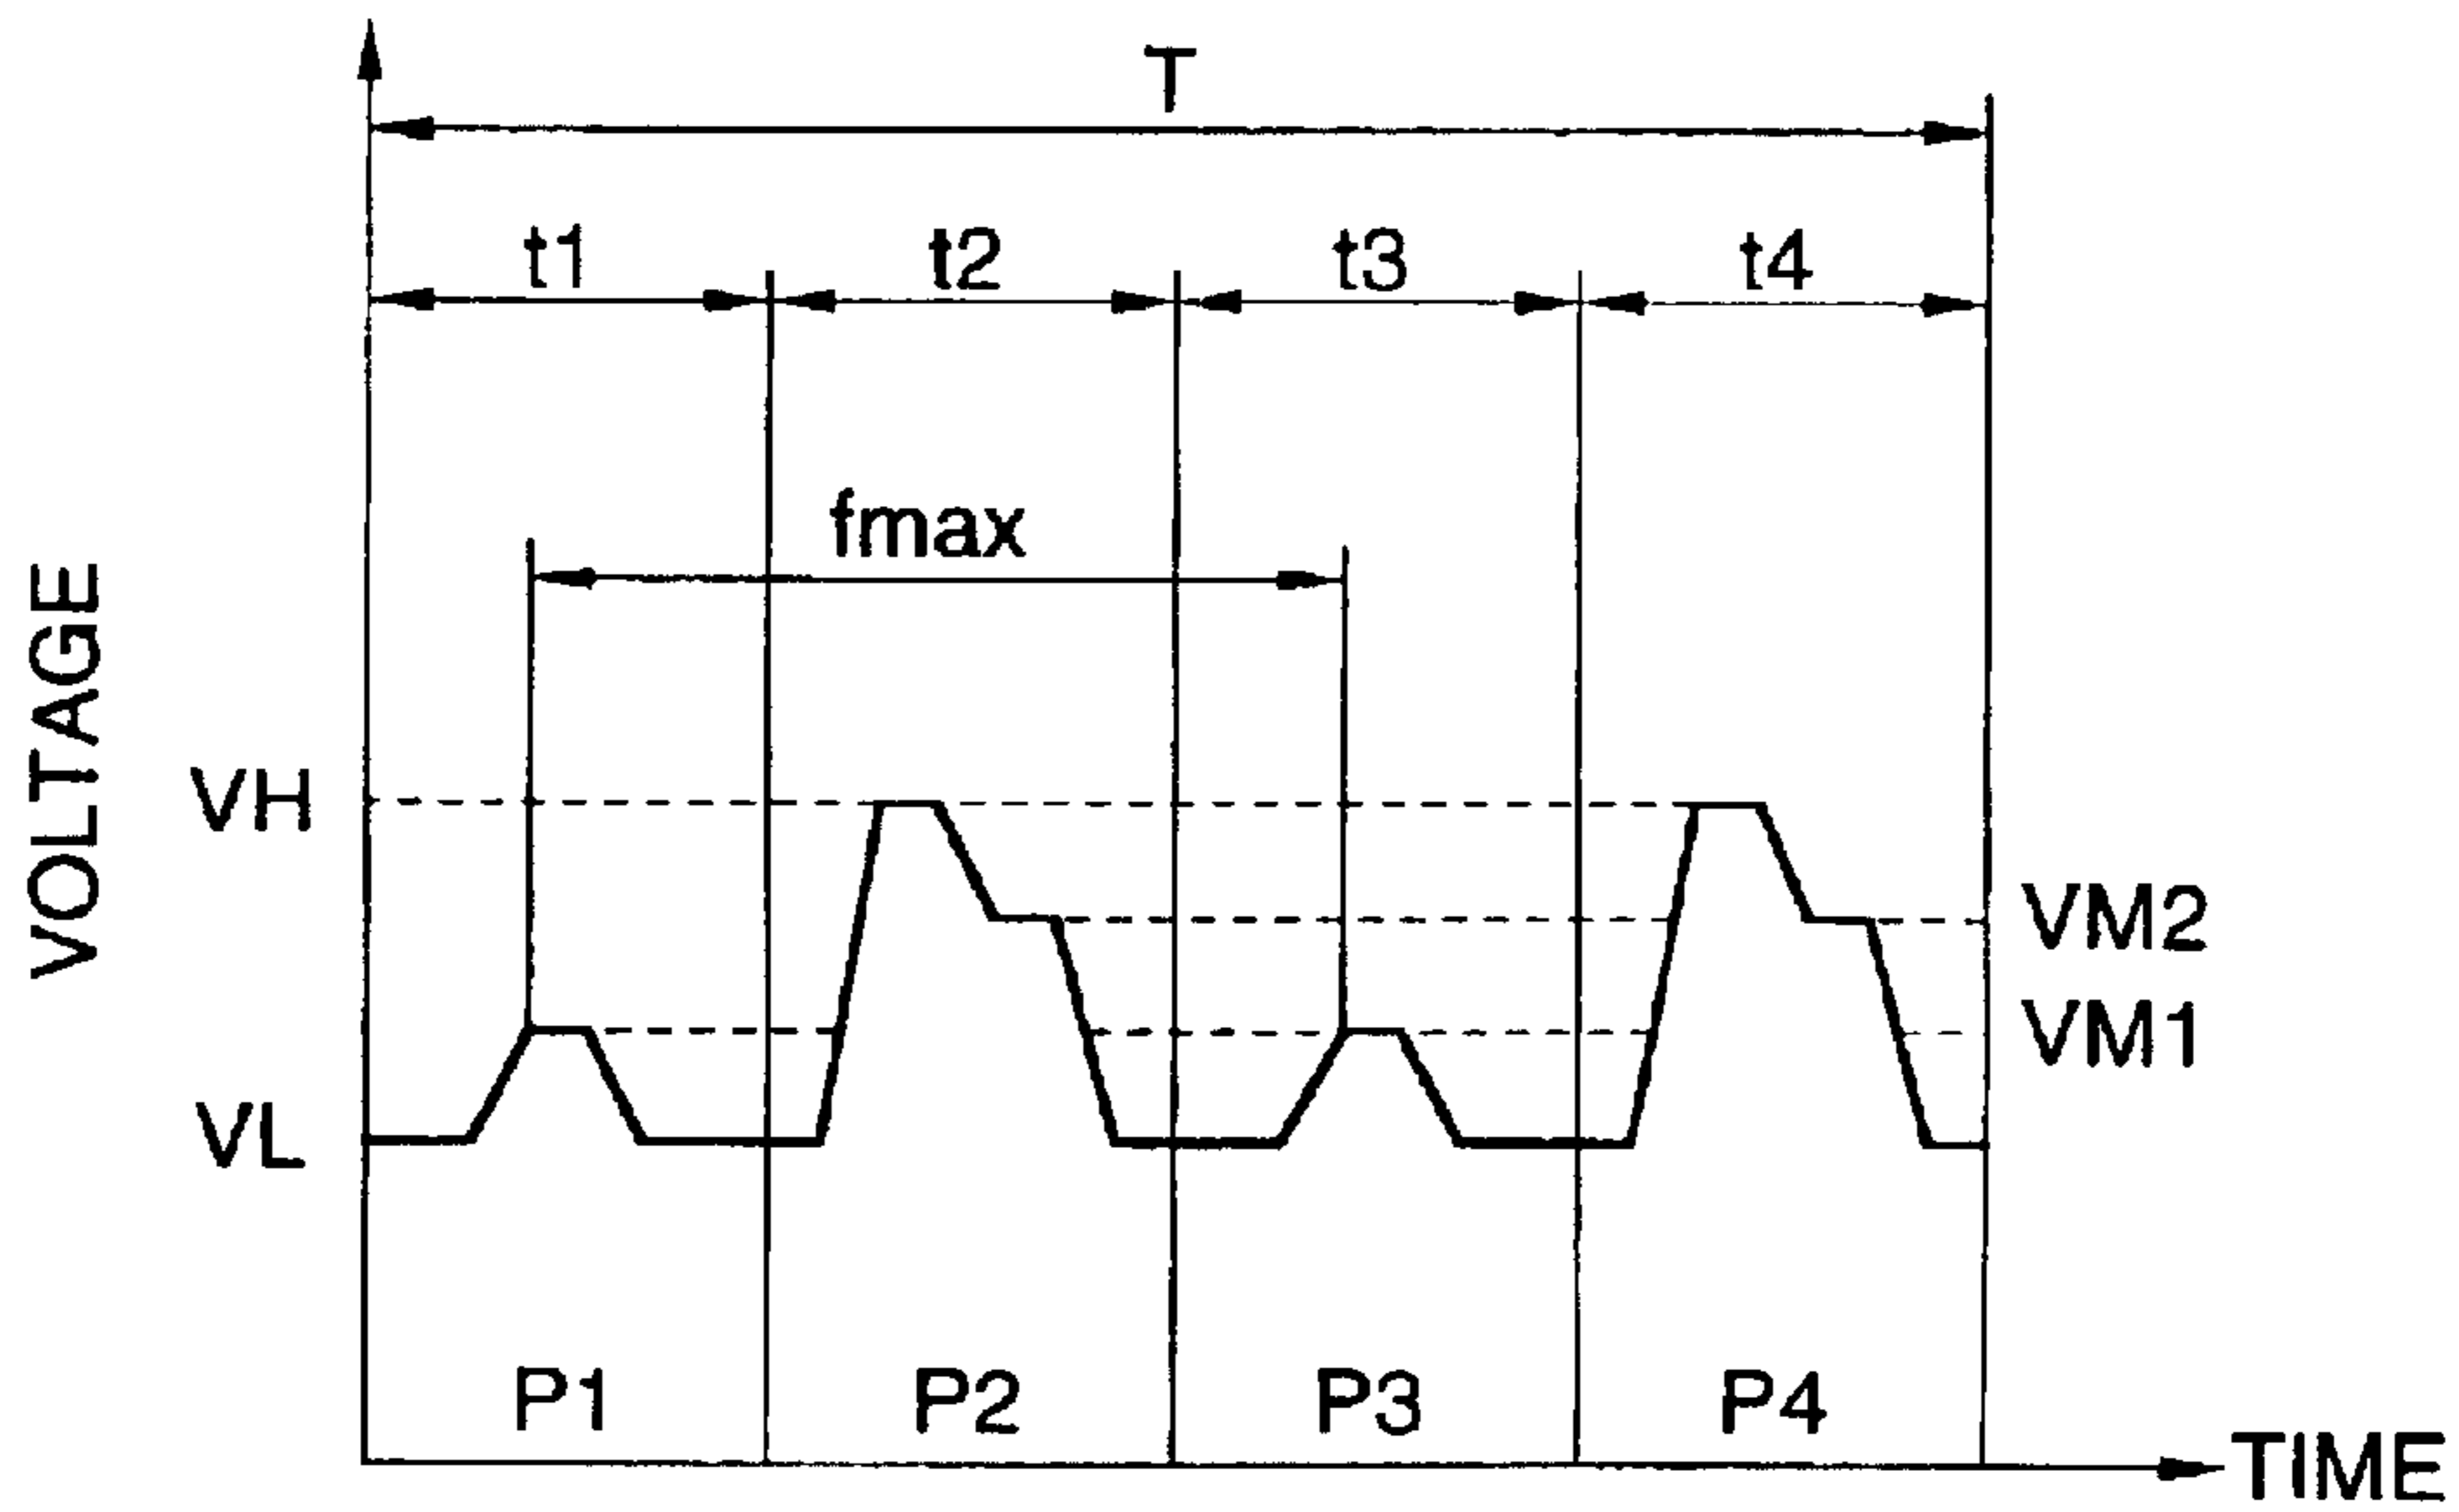 T
t1 t2 t3 t4
fmax
VOLTAGE
VH
VM2
VM1
VL
P1 P2 P3 P4
TIME